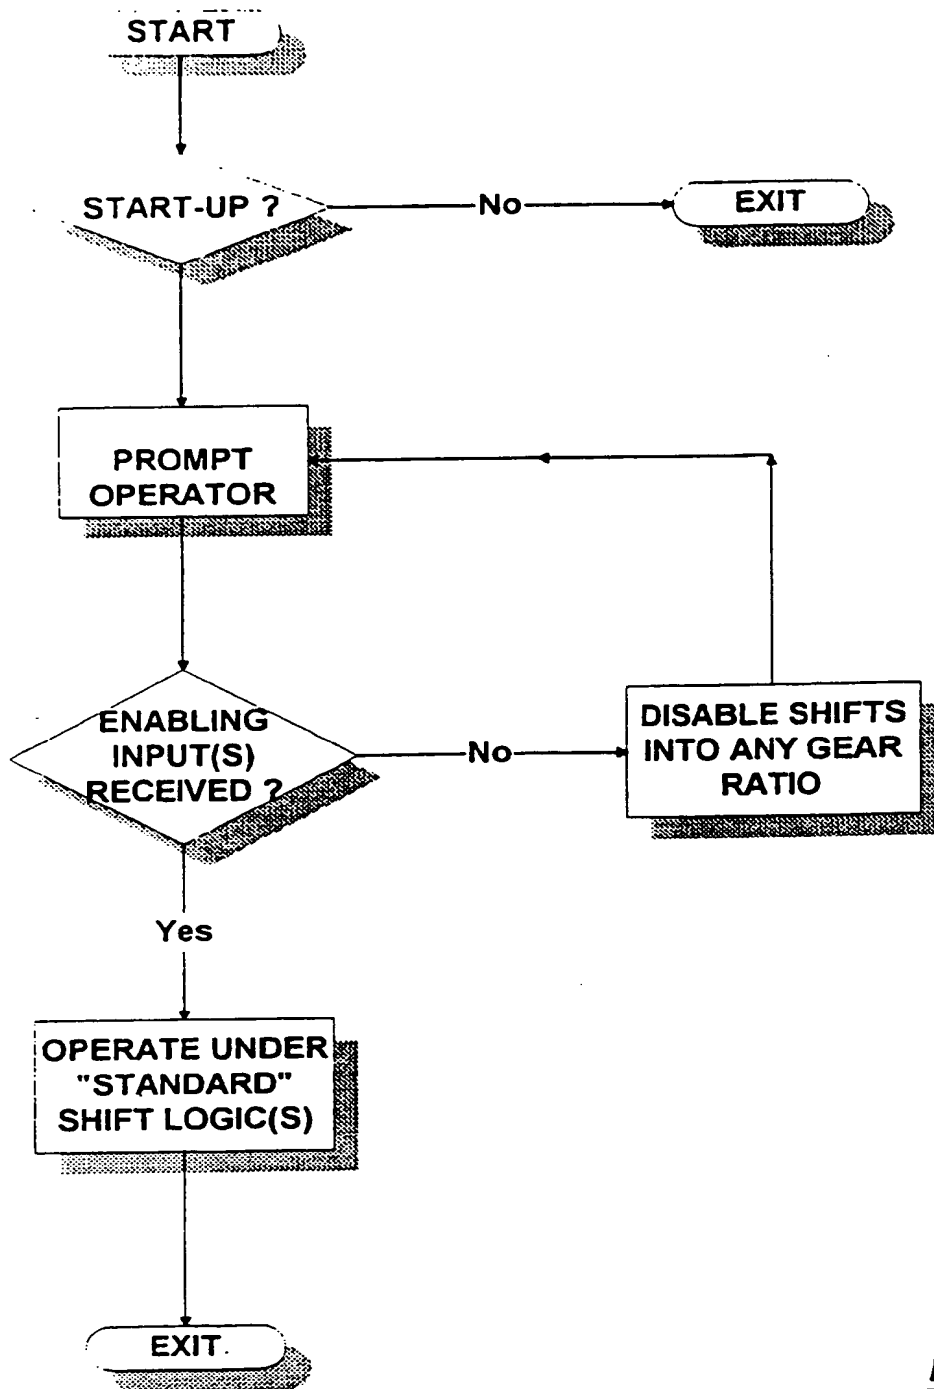 START
START-UP ?
No
EXIT
PROMPT
OPERATOR
ENABLING
INPUT(S)
RECEIVED ?
No
DISABLE SHIFTS
INTO ANY GEAR
RATIO
Yes
OPERATE UNDER
"STANDARD"
SHIFT LOGIC(S)
EXIT